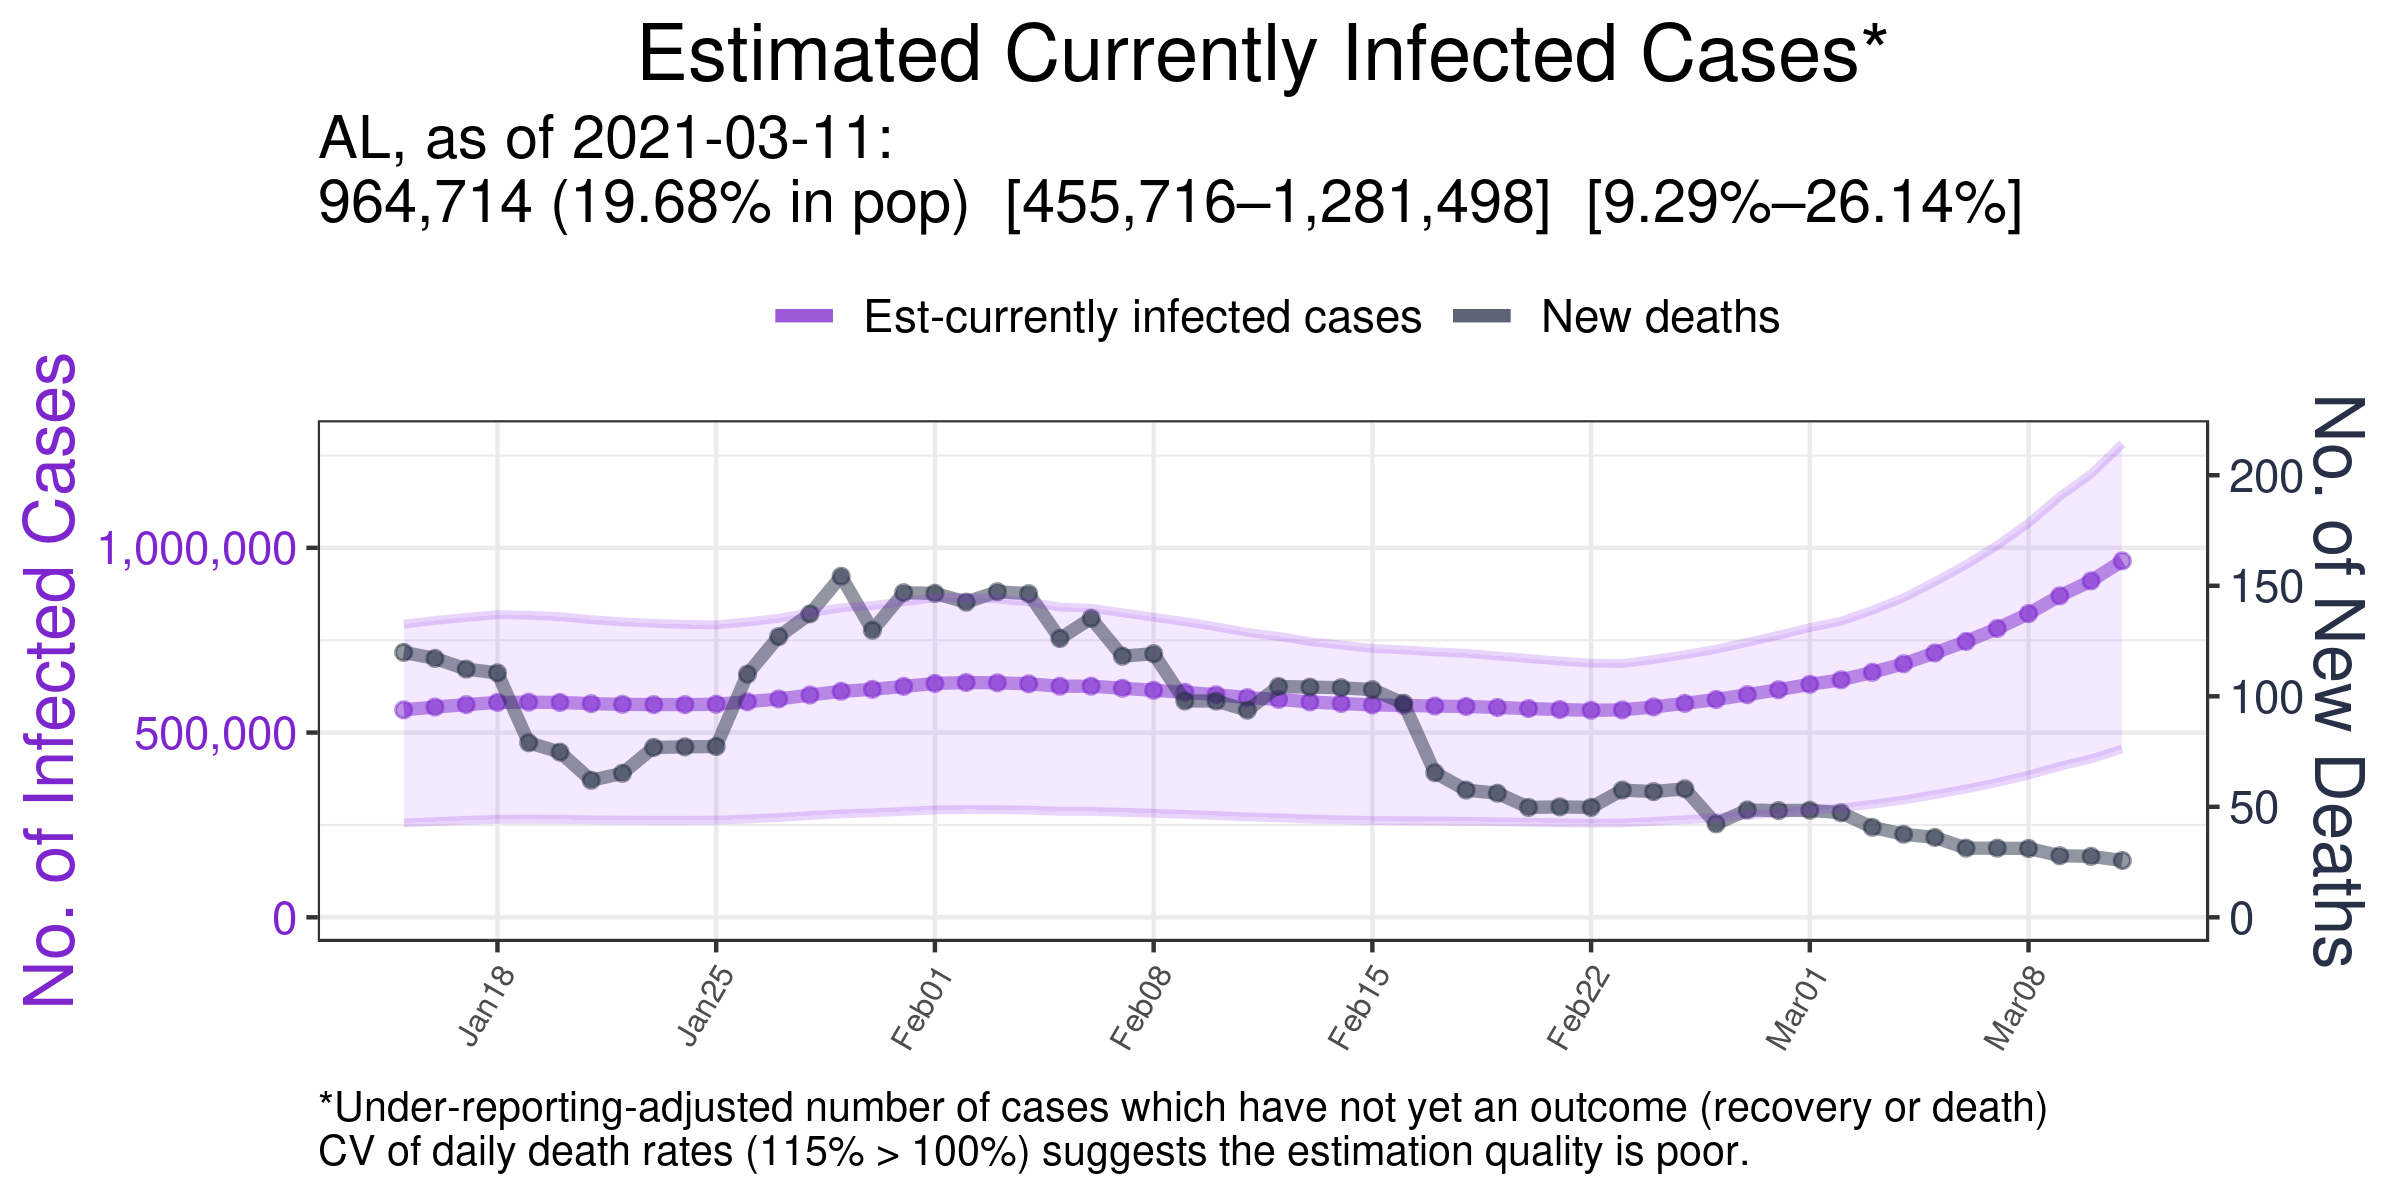 Estimated Currently Infected Cases*
AL, as of 2021-03-11:
964,714 (19.68% in pop)  [455,716–1,281,498]  [9.29%–26.14%]
Est-currently infected cases
New deaths
No. of Infected Cases
1,000,000
500,000
0
No. of New Deaths
200
150
100
50
0
Jan18
Jan25
Feb01
Feb08
Feb15
Feb22
Mar01
Mar08
*Under-reporting-adjusted number of cases which have not yet an outcome (recovery or death)
CV of daily death rates (115% > 100%) suggests the estimation quality is poor.